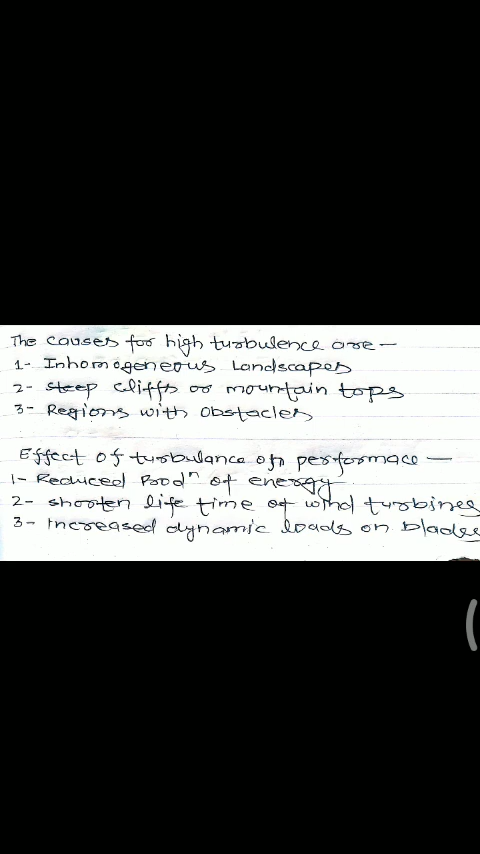 The causes for high turbulence are -
1- Inhomogeneous Landscapes
2- steep cliffs or mountain tops
3- Regions with obstacles
Effect of turbulance on performace -
1- Reduced Prodⁿ of energy
2- shorten life time of wind turbines
3- Increased dynamic loads on blades